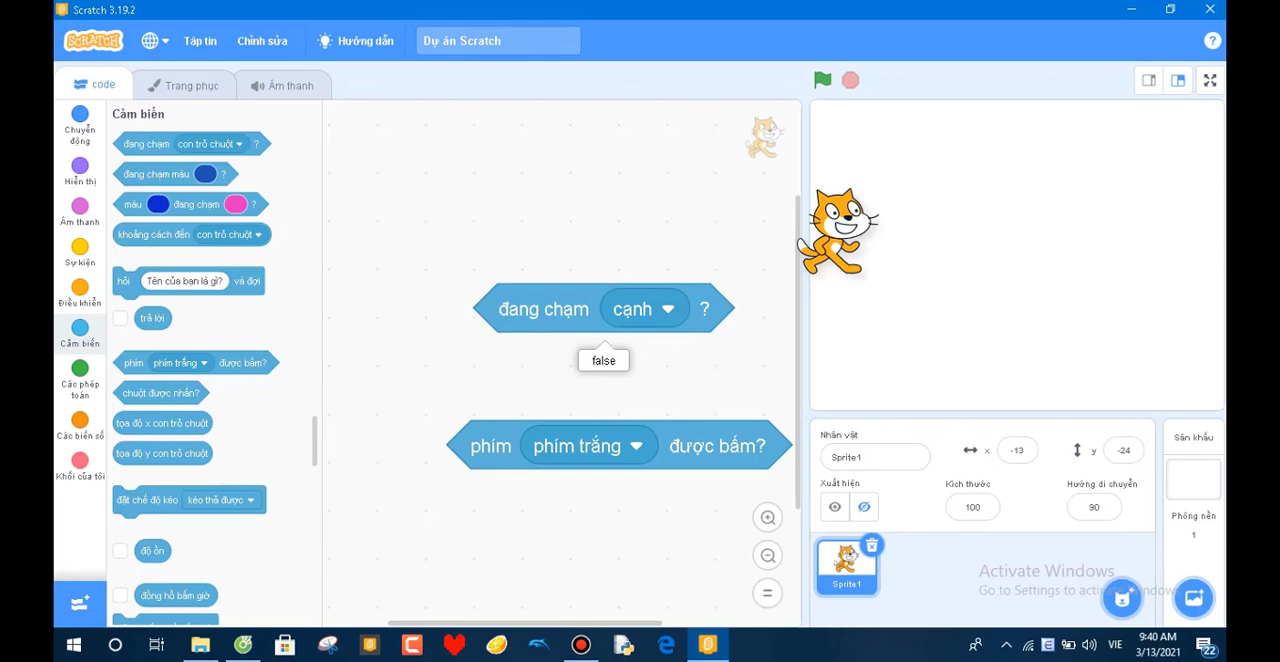 Scratch 3.19.2
SCRATCH
Tập tin
Chỉnh sửa
Hướng dẫn
Dự án Scratch
?
code
Trang phục
Âm thanh
Chuyển
động
Hiển thị
Âm thanh
Sự kiện
Điều khiển
Cảm biến
Các phép
toán
Các biến số
Khối của tôi
Cảm biến
đang chạm con trỏ chuột ?
đang chạm màu ?
màu đang chạm ?
khoảng cách đến con trỏ chuột
hỏi Tên của bạn là gì? và đợi
trả lời
phím phím trắng được bấm?
chuột được nhấn?
tọa độ x con trỏ chuột
tọa độ y con trỏ chuột
đặt chế độ kéo kéo thả được
độ ồn
đồng hồ bấm giờ
đang chạm cạnh ?
false
phím phím trắng được bấm?
Nhân vật
Sprite1
x -13
y -24
Xuất hiện
Kích thước
100
Hướng di chuyển
90
Sprite1
Sân khấu
Phông nền
1
Activate Windows
Go to Settings to activate Windows.
VIE
9:40 AM
3/13/2021
22